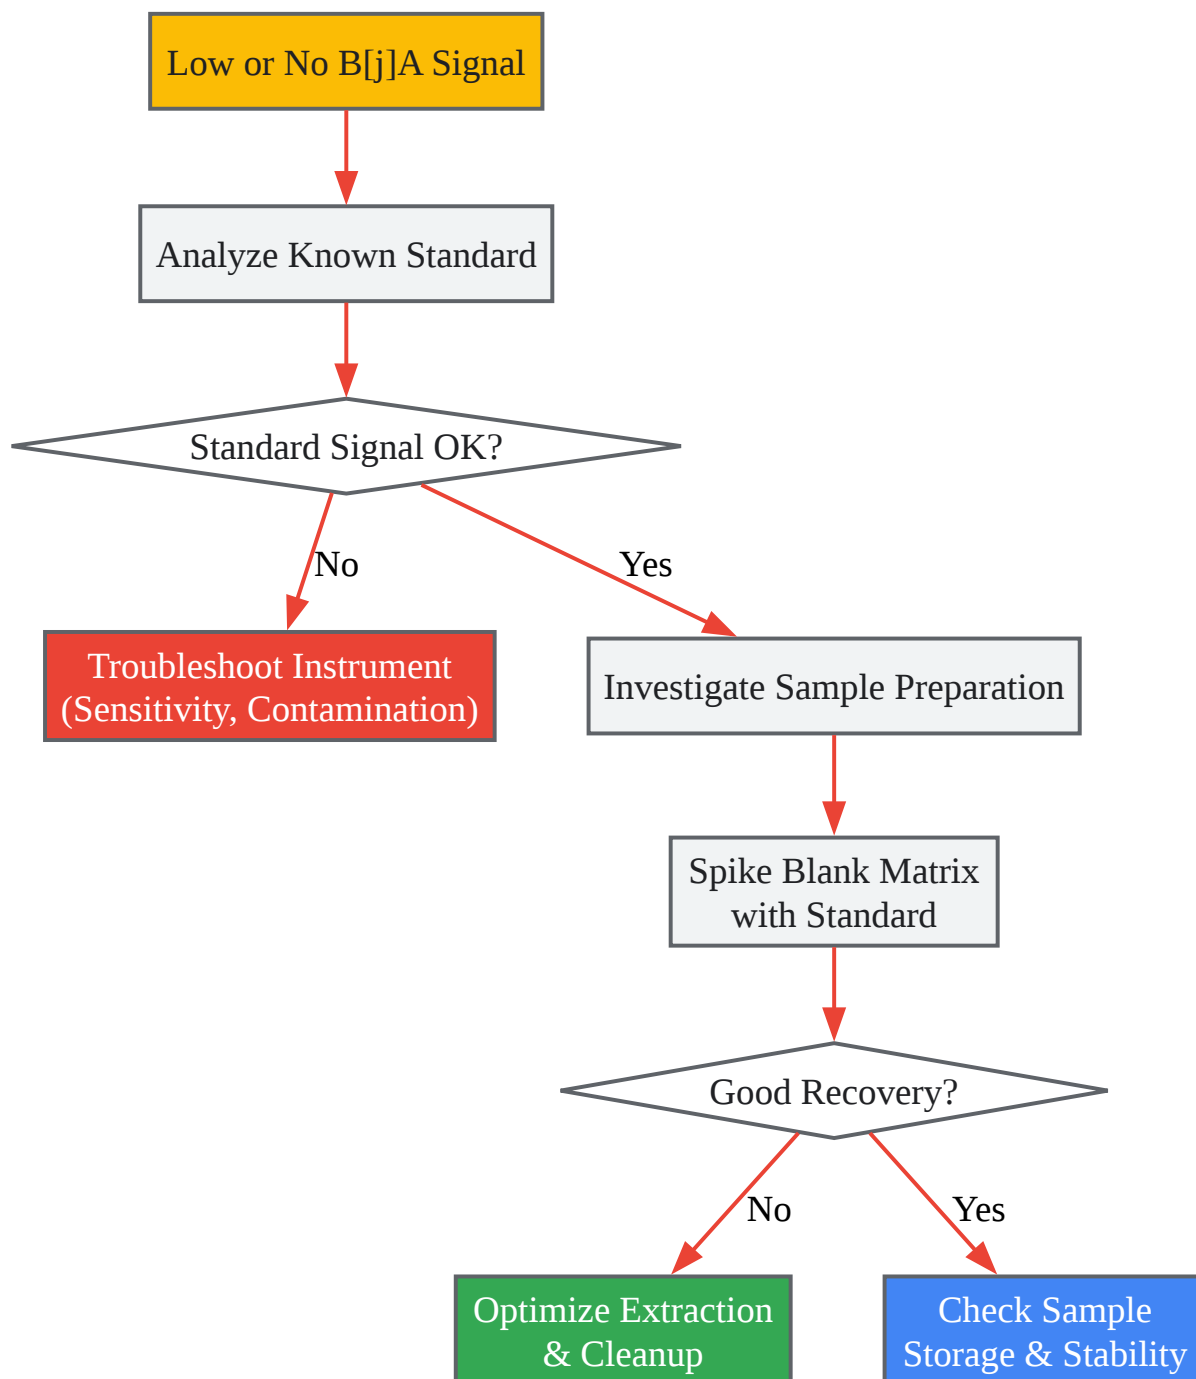 Low or No B[j]A Signal
Analyze Known Standard
Standard Signal OK?
No
Yes
Troubleshoot Instrument
(Sensitivity, Contamination)
Investigate Sample Preparation
Spike Blank Matrix
with Standard
Good Recovery?
No
Yes
Optimize Extraction
& Cleanup
Check Sample
Storage & Stability